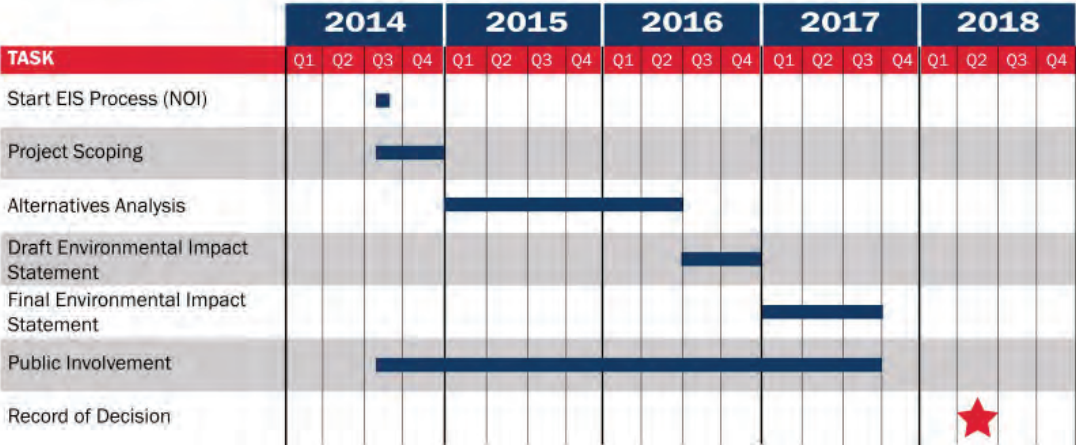 2014 2015 2016 2017 2018
TASK Q1 Q2 Q3 Q4 Q1 Q2 Q3 Q4 Q1 Q2 Q3 Q4 Q1 Q2 Q3 Q4 Q1 Q2 Q3 Q4
Start EIS Process (NOI)
Project Scoping
Alternatives Analysis
Draft Environmental Impact
Statement
Final Environmental Impact
Statement
Public Involvement
Record of Decision